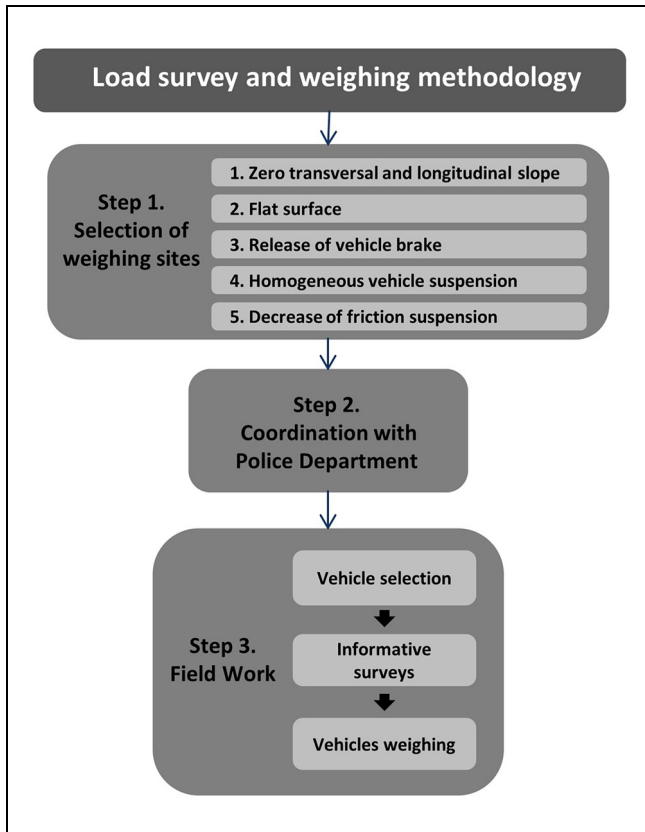 Load survey and weighing methodology
Step 1.
Selection of
weighing sites
1. Zero transversal and longitudinal slope
2. Flat surface
3. Release of vehicle brake
4. Homogeneous vehicle suspension
5. Decrease of friction suspension
Step 2.
Coordination with
Police Department
Step 3.
Field Work
Vehicle selection
Informative
surveys
Vehicles weighing